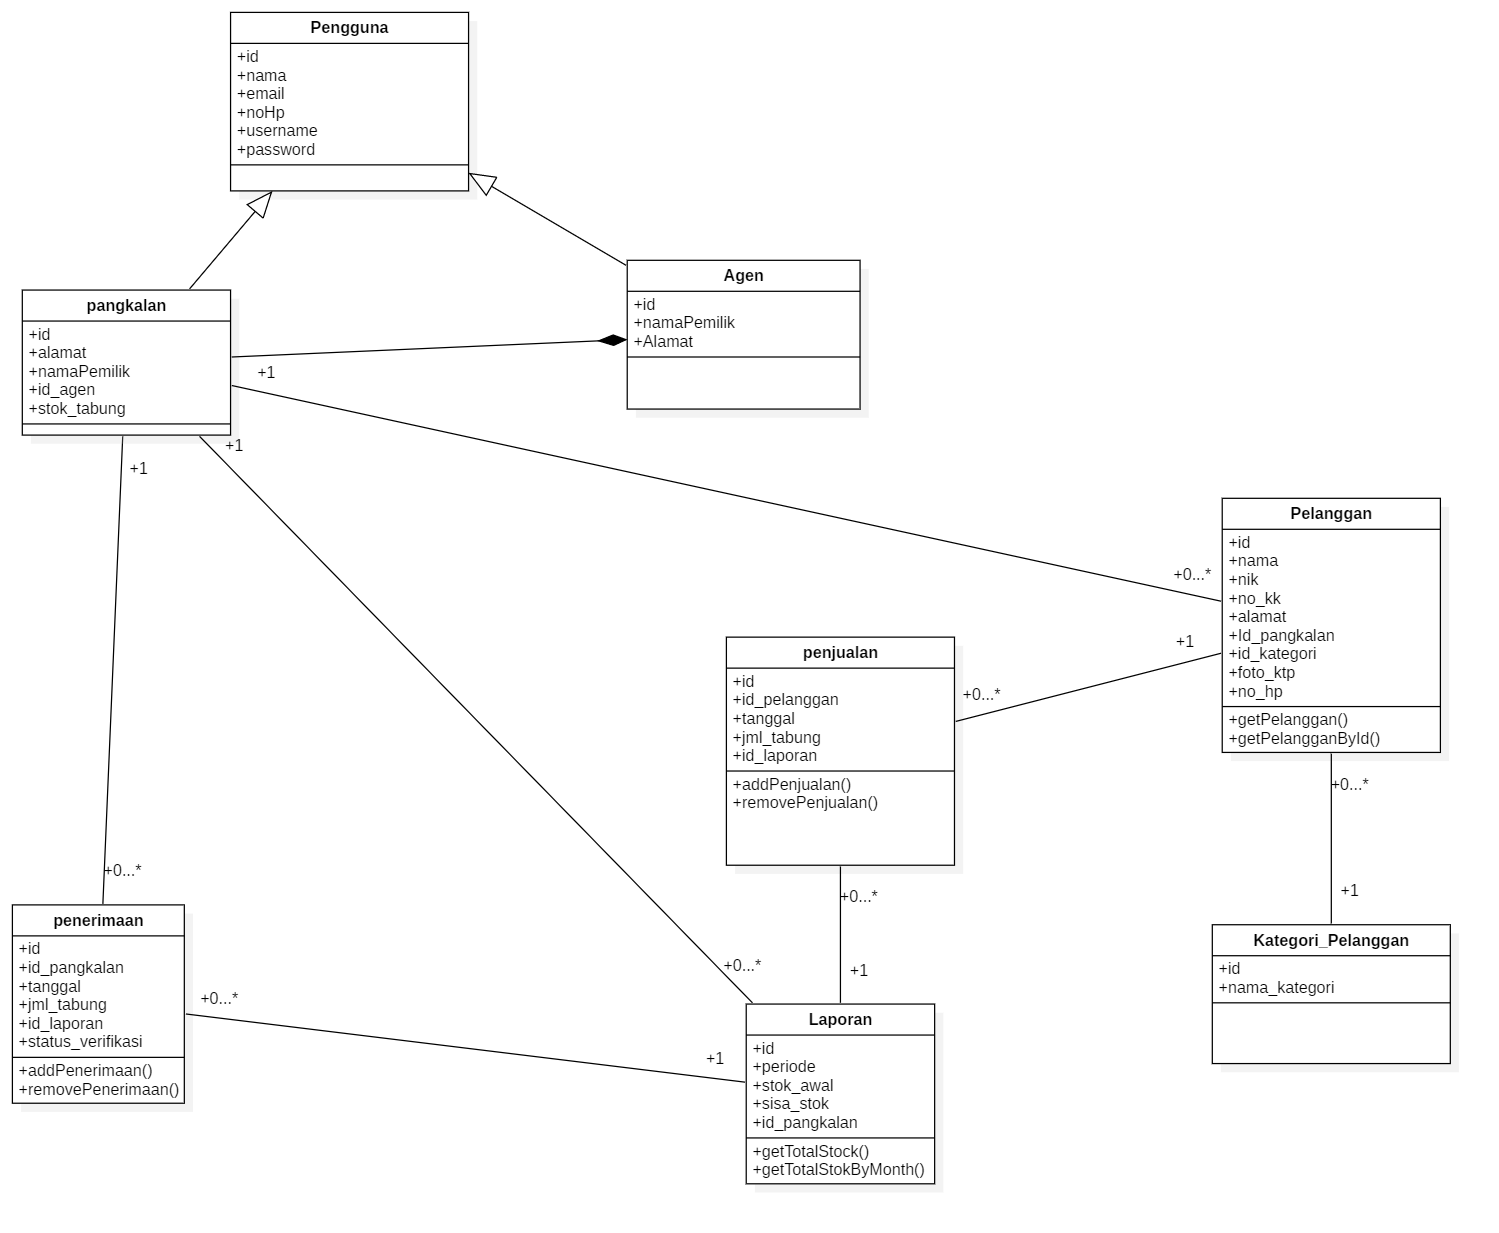 Pengguna
+id
+nama
+email
+noHp
+username
+password
Agen
+id
+namaPemilik
+Alamat
pangkalan
+id
+alamat
+namaPemilik
+id_agen
+stok_tabung
+1
+1
+1
Pelanggan
+id
+nama
+nik
+no_kk
+alamat
+Id_pangkalan
+id_kategori
+foto_ktp
+no_hp
+getPelanggan()
+getPelangganById()
+0...*
+1
penjualan
+id
+id_pelanggan
+tanggal
+jml_tabung
+id_laporan
+addPenjualan()
+removePenjualan()
+0...*
+0...*
+1
+0...*
+1
Kategori_Pelanggan
+id
+nama_kategori
+0...*
penerimaan
+id
+id_pangkalan
+tanggal
+jml_tabung
+id_laporan
+status_verifikasi
+addPenerimaan()
+removePenerimaan()
+0...*
+0...*
+1
Laporan
+id
+periode
+stok_awal
+sisa_stok
+id_pangkalan
+getTotalStock()
+getTotalStokByMonth()